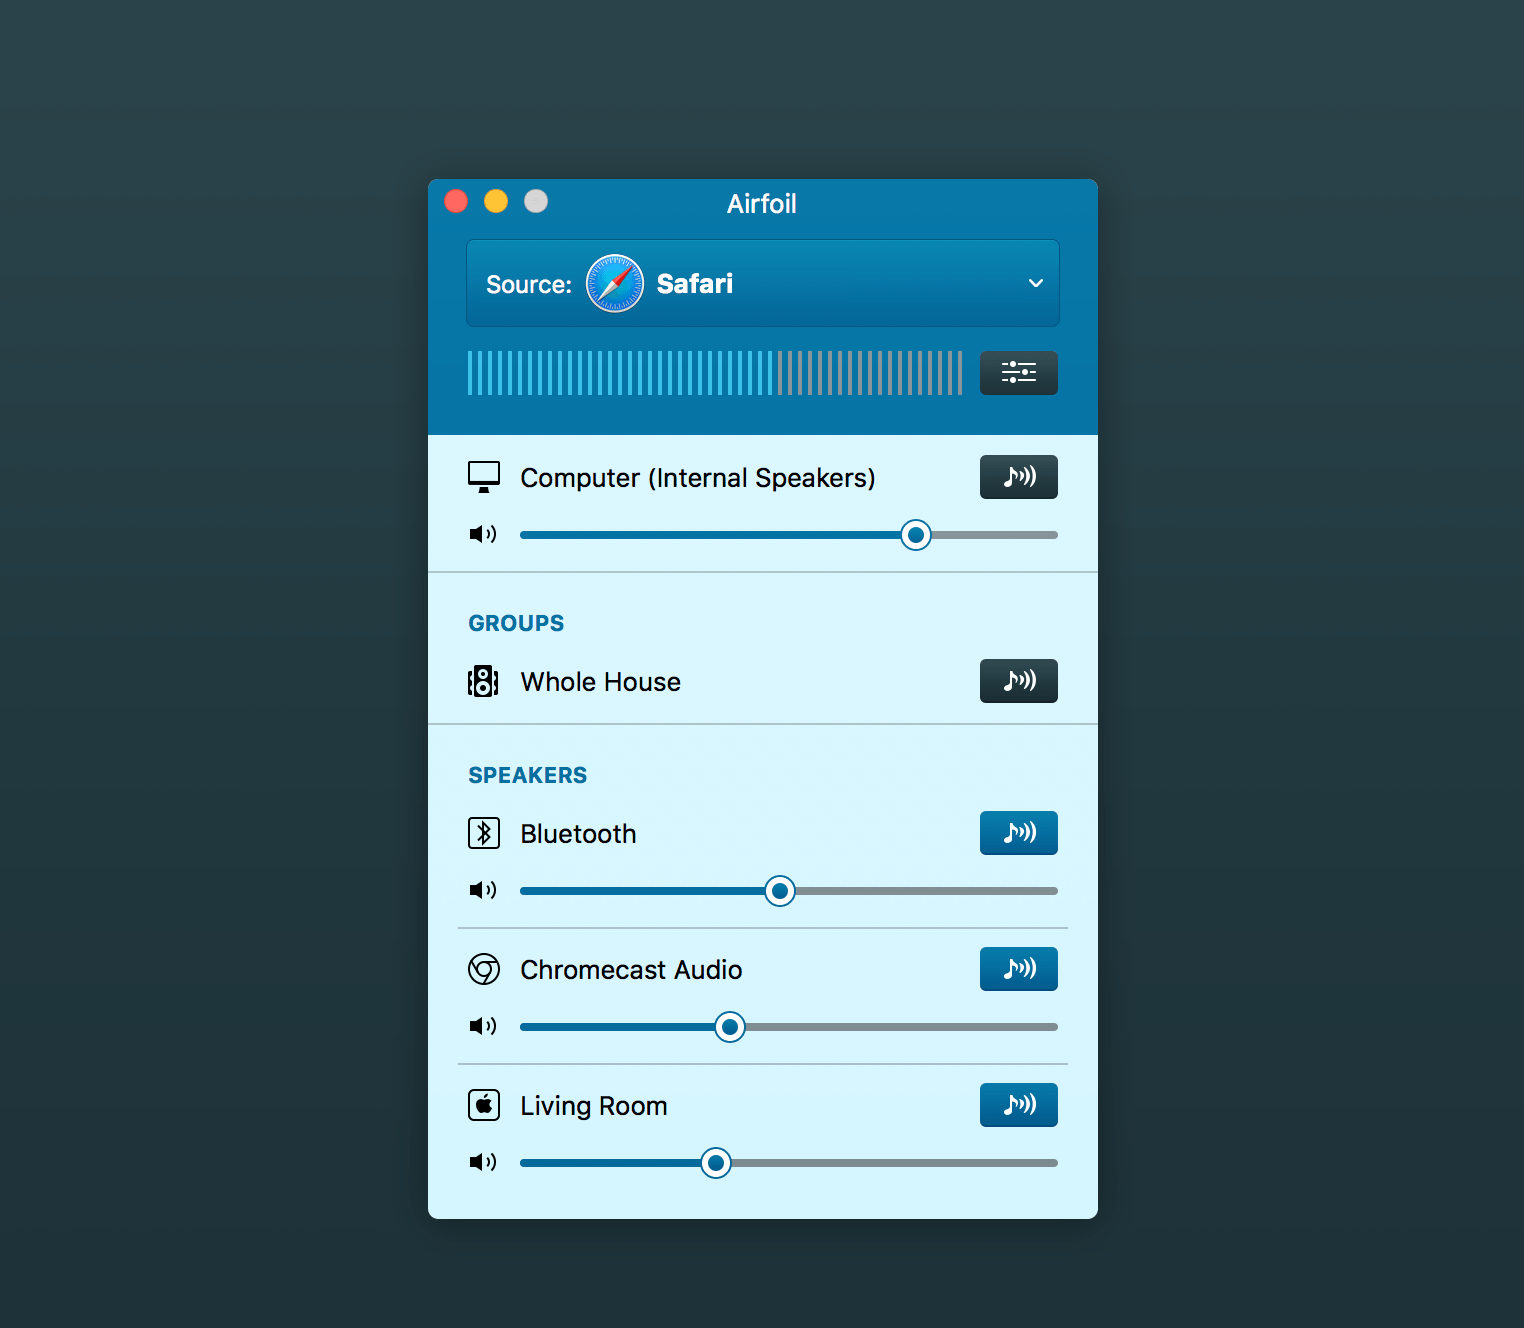 Airfoil
Source: Safari
Computer (Internal Speakers)
GROUPS
Whole House
SPEAKERS
Bluetooth
Chromecast Audio
Living Room